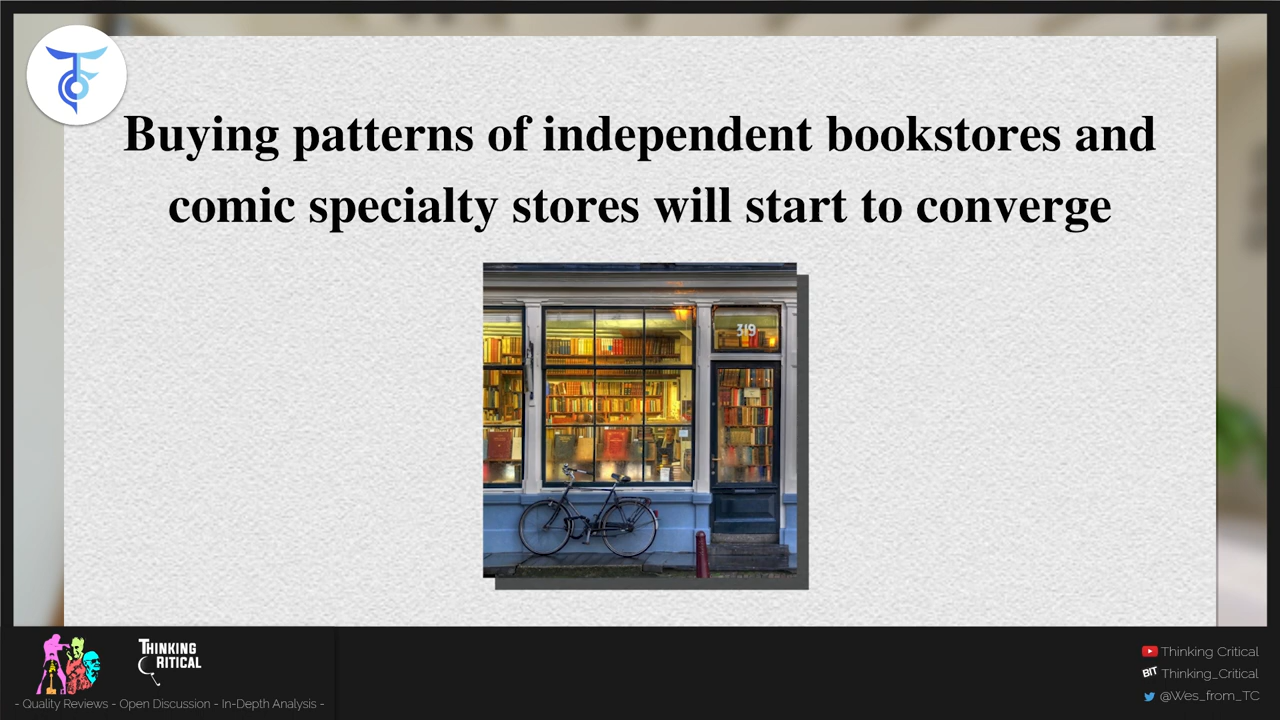 Buying patterns of independent bookstores and
comic specialty stores will start to converge
319
THINKING
CRITICAL
- Quality Reviews - Open Discussion - In-Depth Analysis -
Thinking Critical
BIT Thinking_Critical
@Wes_from_TC